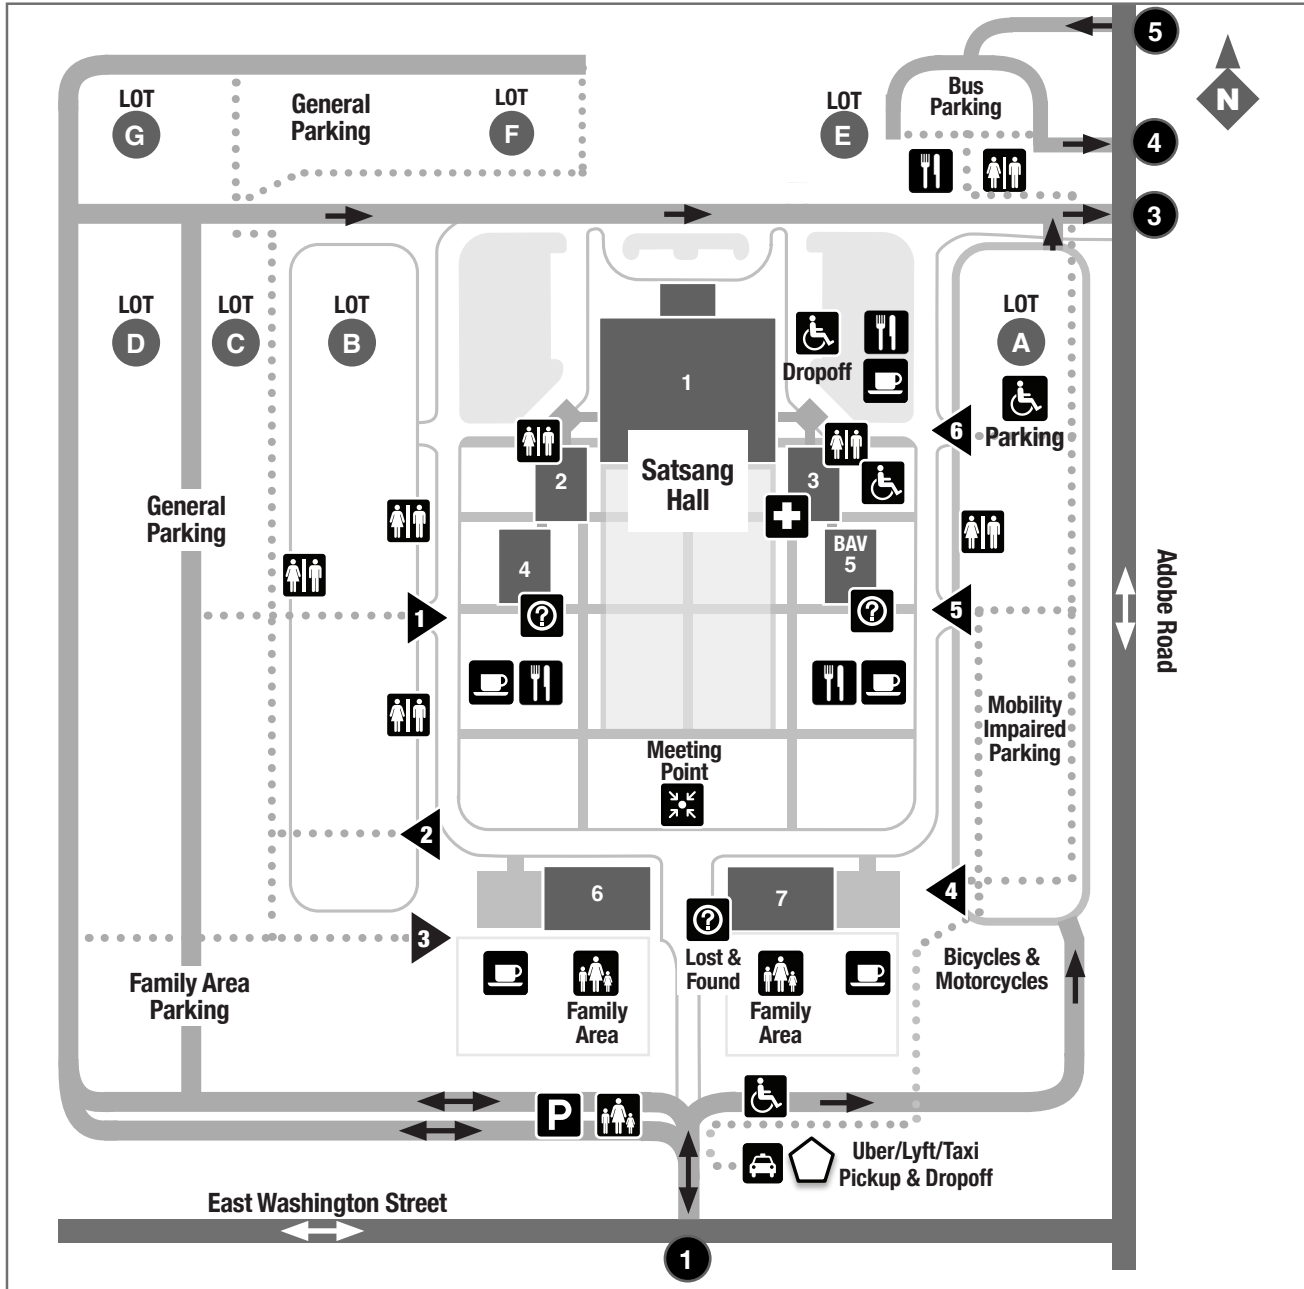 5
N
4
3
LOT
G
General
Parking
LOT
F
LOT
E
Bus
Parking
LOT
D
LOT
C
LOT
B
1
Dropoff
LOT
A
Parking
6
Satsang
Hall
2
3
General
Parking
4
BAV
5
1
5
Adobe Road
Mobility
Impaired
Parking
Meeting
Point
2
6
7
4
3
Lost &
Found
Bicycles &
Motorcycles
Family Area
Parking
Family
Area
Family
Area
P
Uber/Lyft/Taxi
Pickup & Dropoff
East Washington Street
1